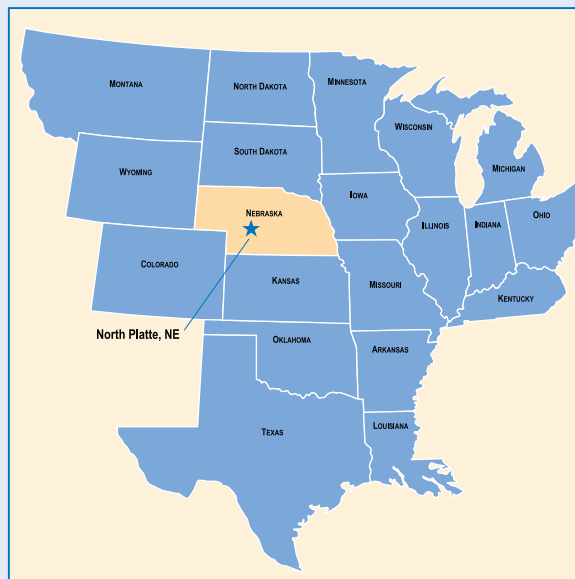 MONTANA
NORTH DAKOTA
MINNESOTA
WISCONSIN
MICHIGAN
SOUTH DAKOTA
WYOMING
IOWA
NEBRASKA
ILLINOIS
INDIANA
OHIO
COLORADO
KANSAS
MISSOURI
KENTUCKY
North Platte, NE
OKLAHOMA
ARKANSAS
TEXAS
LOUISIANA